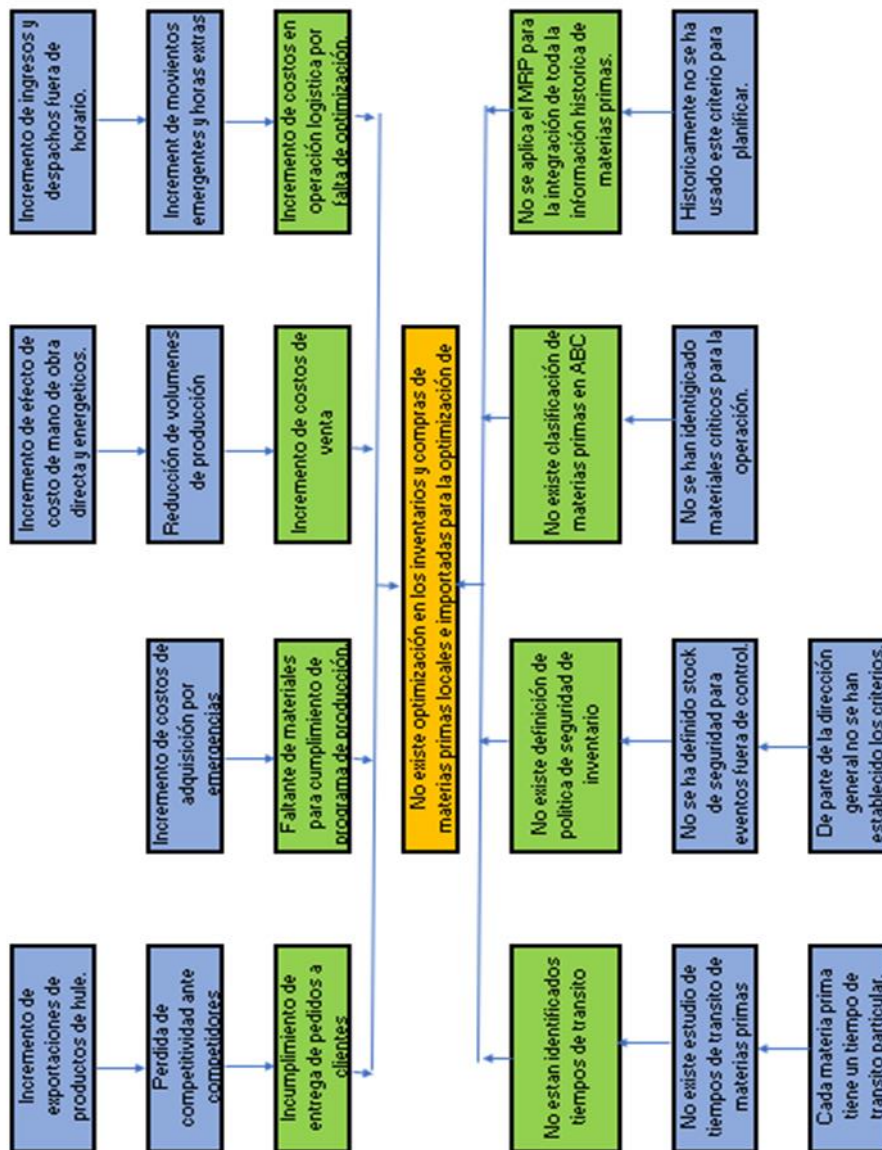 Incremento de
exportaciones de
productos de hule.
Incremento de costos de
adquisición por
emergencias
Incremento de efecto de
costo de mano de obra
directa y energeticos.
Incremento de ingresos y
despachos fuera de
horario.
Perdida de
competitividad ante
competidores
Faltante de materiales
para cumplimiento de
programa de producción.
Reducción de volumenes
de producción
Increment de movientos
emergentes y horas extras
Incumplimiento de
entrega de pedidos a
clientes
Incremento de costos de
venta
Incremento de costos en
operación logistica por
falta de optimización.
No existe optimización en los inventarios y compras de
materias primas locales e importadas para la optimización de
No estan identificados
tiempos de transito
No existe definición de
política de seguridad de
inventario
No existe clasificación de
materias primas en ABC
No se aplica el MRP para
la integración de toda la
información historica de
materias primas.
No existe estudio de
tiempos de transito de
materias primas
No se ha definido stock
de seguridad para
eventos fuera de control.
No se han identigicado
materiales criticos para la
operación.
Historicamente no se ha
usado este criterio para
planificar.
Cada materia prima
tiene un tiempo de
transito particular.
De parte de la dirección
general no se han
establecido los criterios.